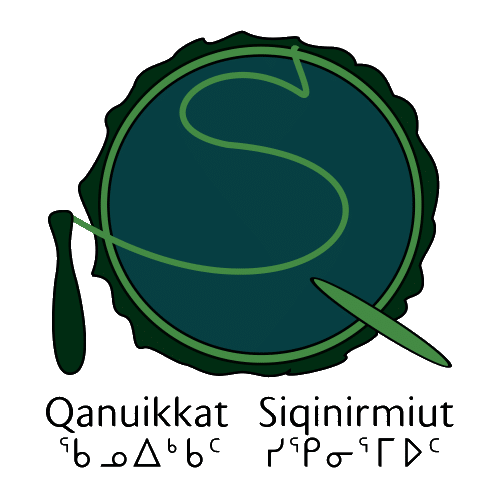 Qanuikkat Siqinirmiut
ᖃᓄᐃᒃᑲᑦ ᓯᕿᓂᕐᒥᐅᑦ